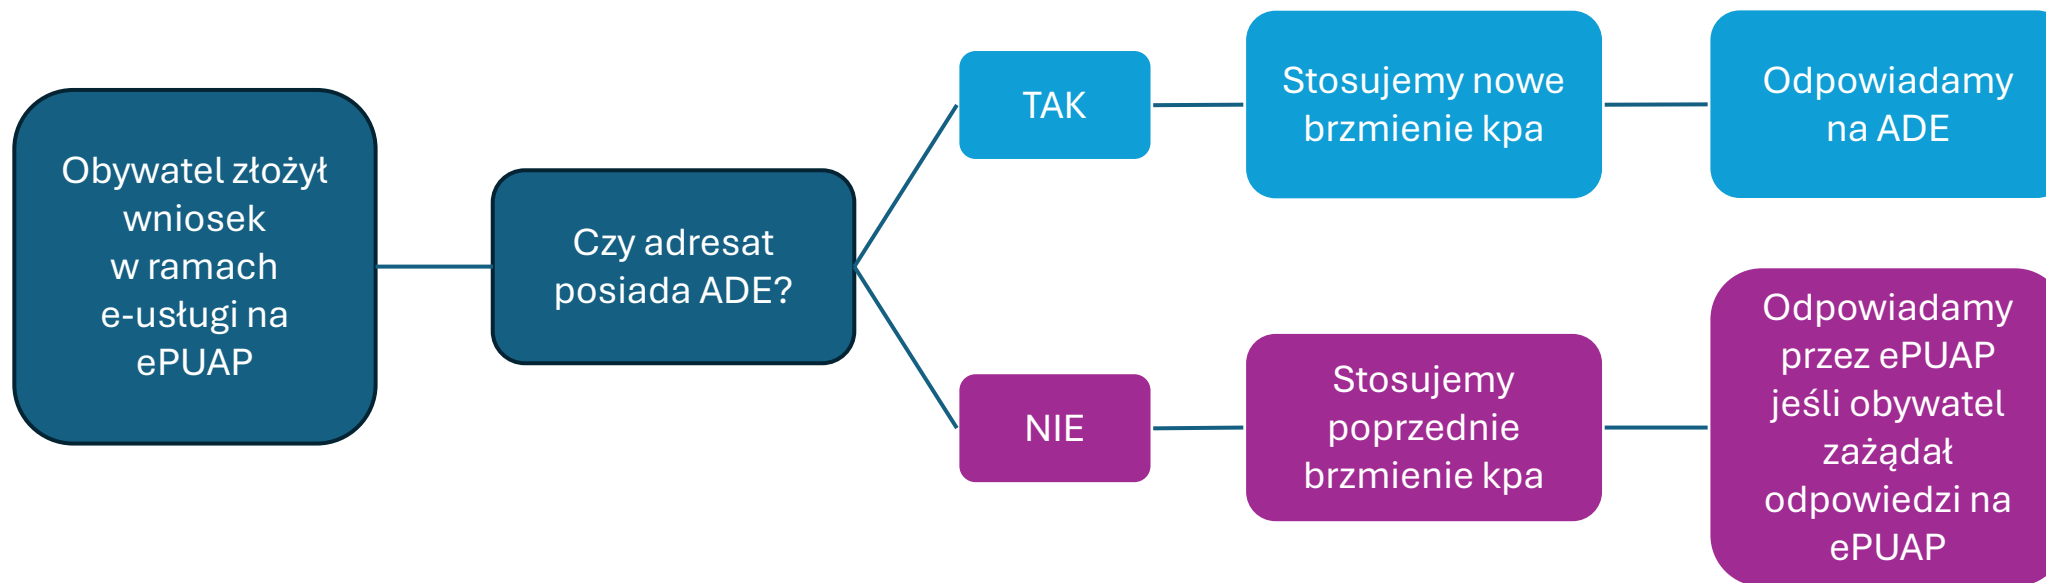 Obywatel złożył
wniosek
w ramach
e-usługi na
ePUAP
Czy adresat
posiada ADE?
TAK
Stosujemy nowe
brzmienie kpa
Odpowiadamy
na ADE
NIE
Stosujemy
poprzednie
brzmienie kpa
Odpowiadamy
przez ePUAP
jeśli obywatel
zażądał
odpowiedzi na
ePUAP